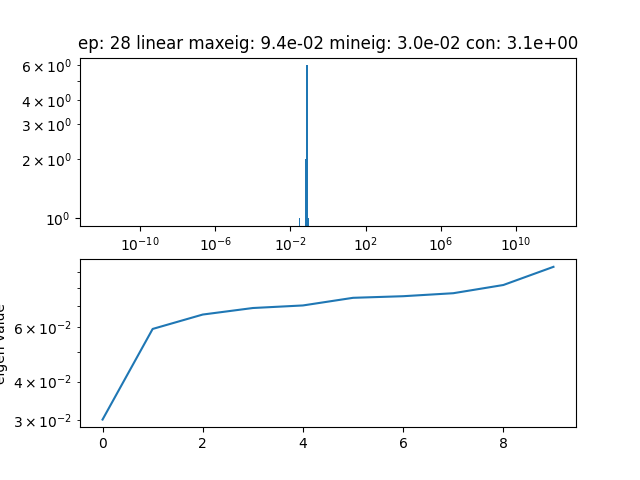 ep: 28 linear maxeig: 9.4e-02 mineig: 3.0e-02 con: 3.1e+00
6 × 10⁰
4 × 10⁰
3 × 10⁰
2 × 10⁰
10⁰
10⁻¹⁰ 10⁻⁶ 10⁻² 10² 10⁶ 10¹⁰
eigen value
6 × 10⁻²
4 × 10⁻²
3 × 10⁻²
0 2 4 6 8